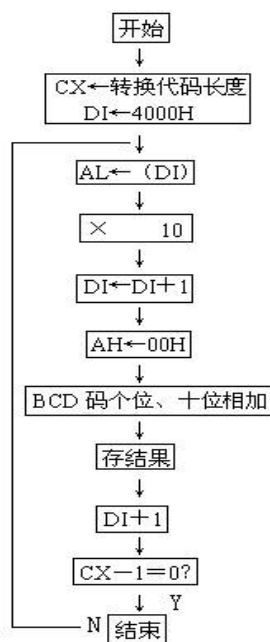 开始
CX←转换代码长度
DI←4000H
AL←（DI）
× 10
DI←DI＋1
AH←00H
BCD 码个位、十位相加
存结果
DI＋1
CX－1＝0?
Y
N
结束